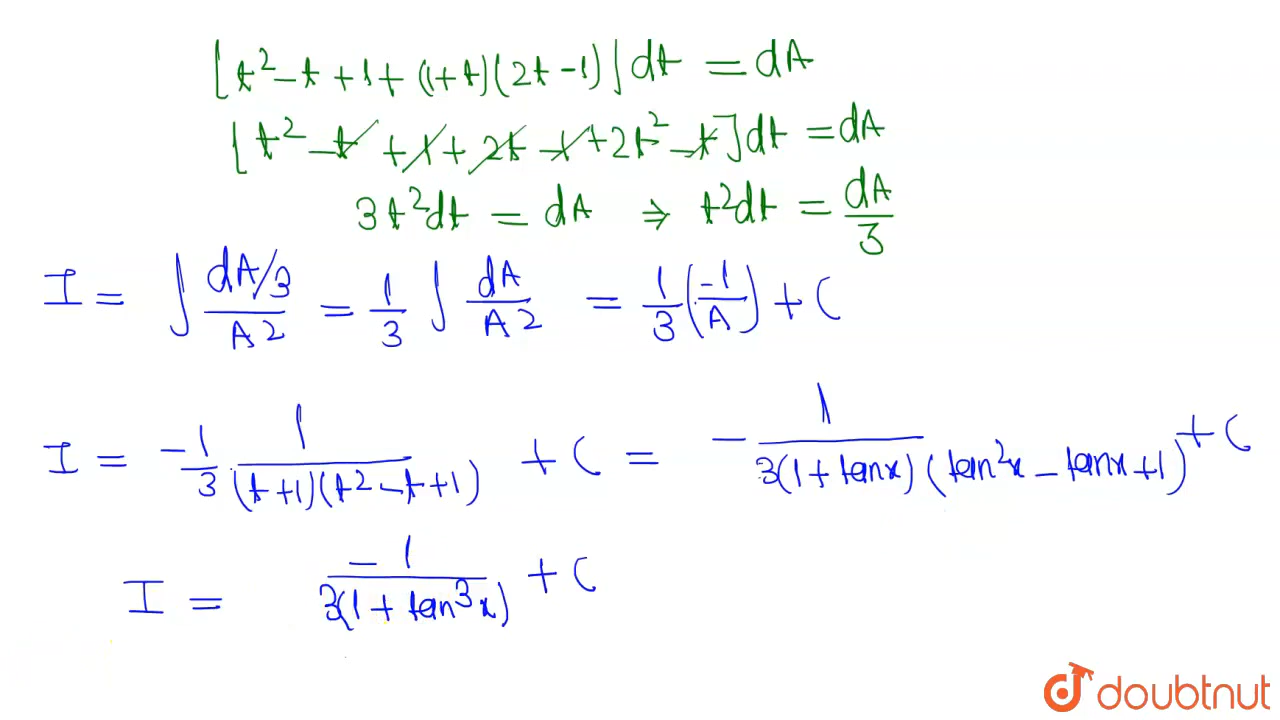 [t² - t + 1 + (1+t)(2t - 1)]dt = dA
[t² - t + 1 + 2t - 1 + 2t² - t]dt = dA
3t²dt = dA ⇒ t²dt = dA/3
I = ∫ (dA/3)/A2 = 1/3 ∫ dA/A2 = 1/3 (-1/A) + C
I = -1/3 1/((t+1)(t²-t+1)) + C = - 1/(3(1+tanx)(tan²x - tanx + 1)) + C
I = -1/(3(1+tan³x)) + C
doubtnut